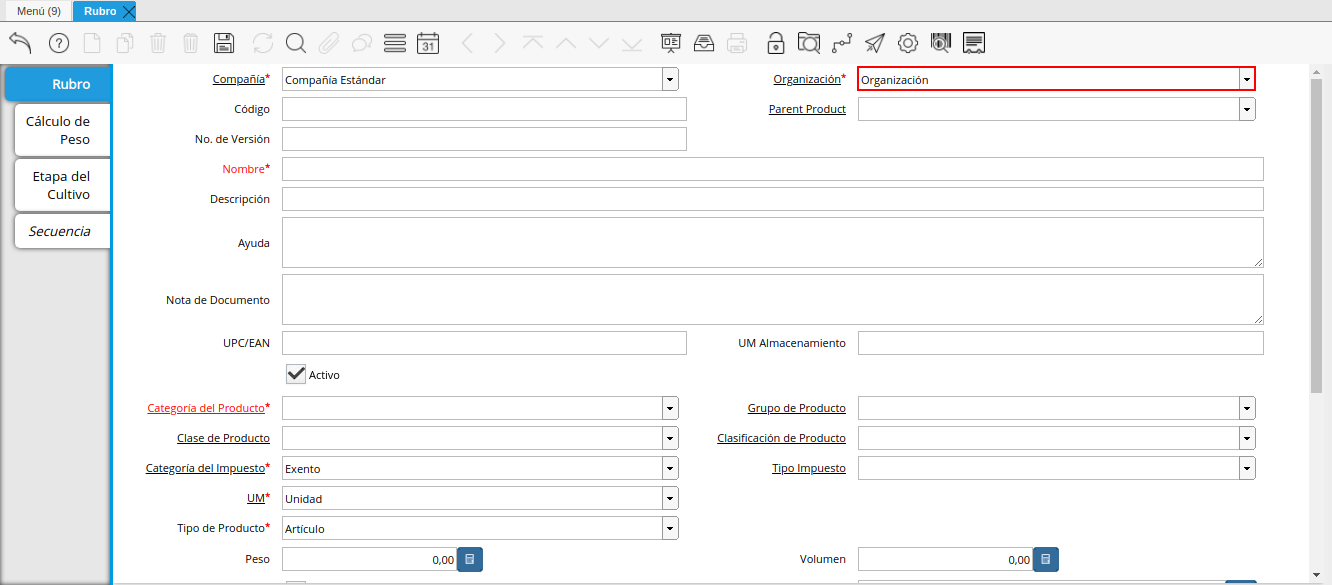 Menú (9)
Rubro
?
31
Rubro
Cálculo de
Peso
Etapa del
Cultivo
Secuencia
Compañía* Compañía Estándar
Organización* Organización
Código
Parent Product
No. de Versión
Nombre*
Descripción
Ayuda
Nota de Documento
UPC/EAN
UM Almacenamiento
Activo
Categoría del Producto*
Grupo de Producto
Clase de Producto
Clasificación de Producto
Categoría del Impuesto* Exento
Tipo Impuesto
UM* Unidad
Tipo de Producto* Artículo
Peso 0,00
Volumen 0,00